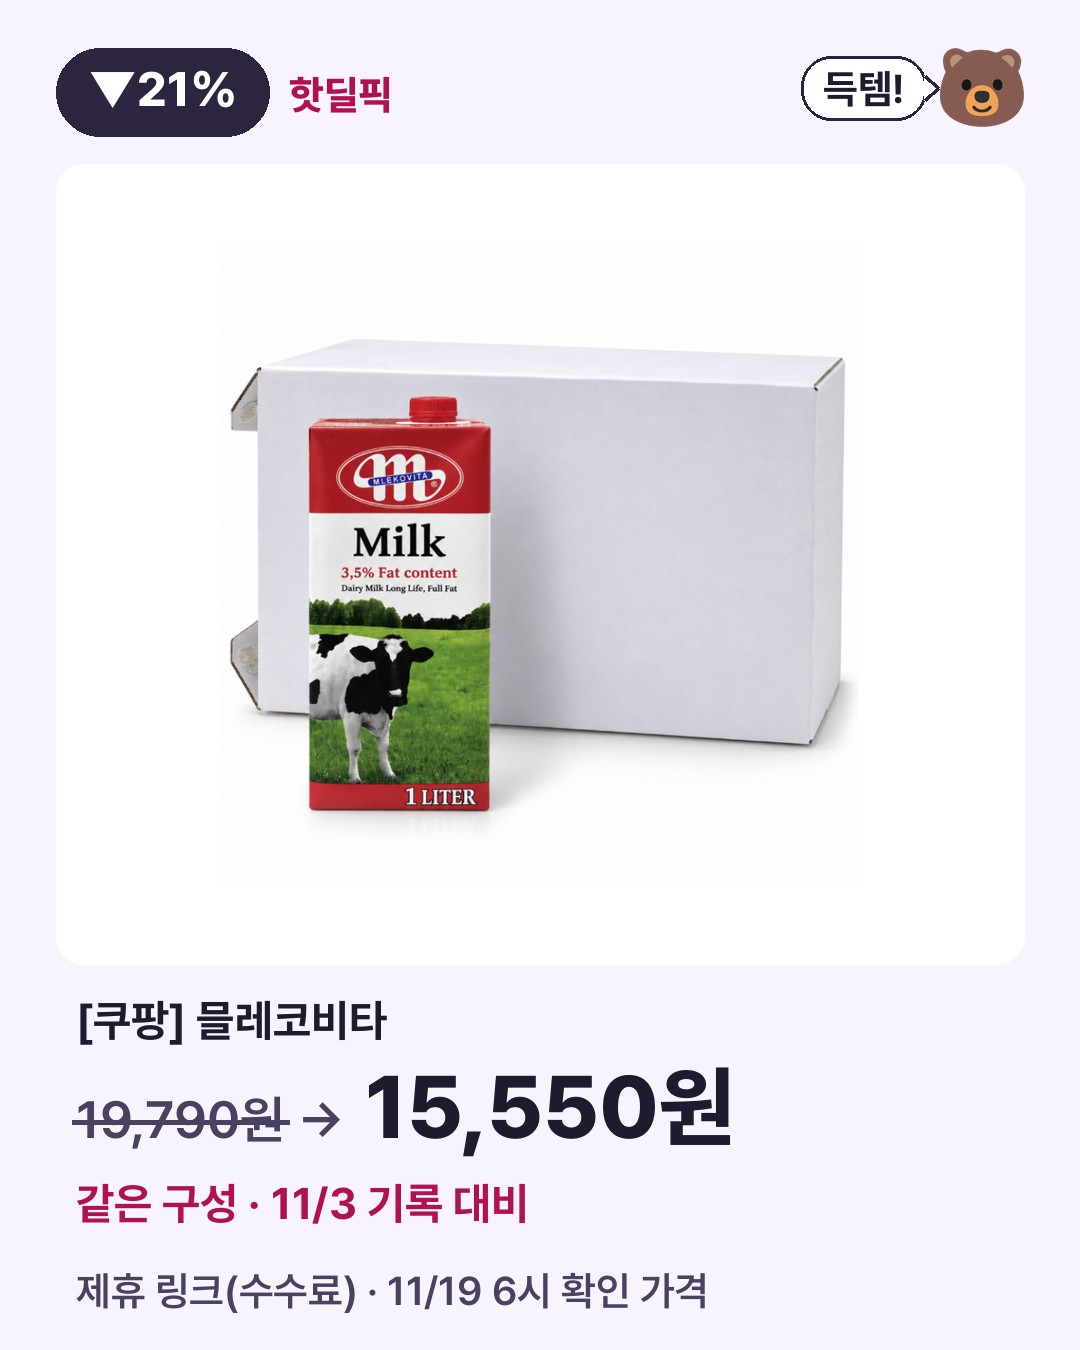 ▼21% 핫딜픽
득템!
MLEKOVITA
Milk
3,5% Fat content
Dairy Milk Long Life, Full Fat
1 LITER
[쿠팡] 믈레코비타
19,790원 → 15,550원
같은 구성 · 11/3 기록 대비
제휴 링크(수수료) · 11/19 6시 확인 가격